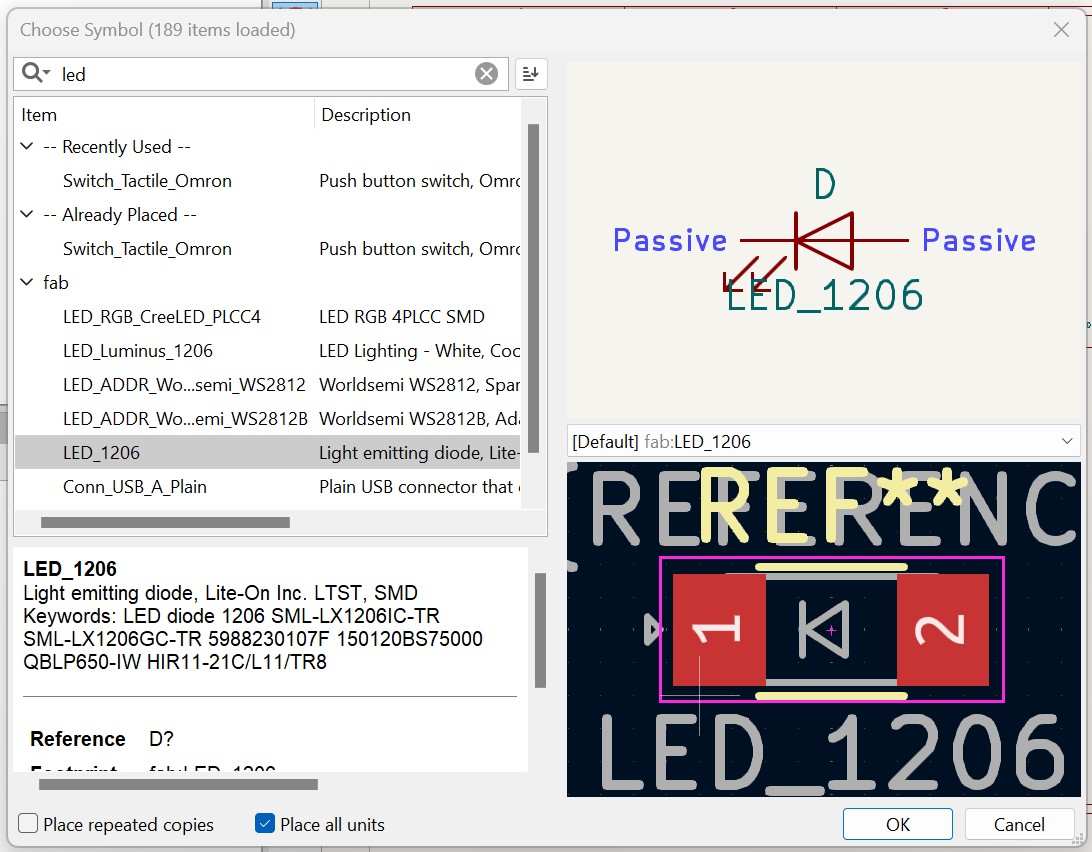 Choose Symbol (189 items loaded)
led
Item Description
-- Recently Used --
Switch_Tactile_Omron Push button switch, Omro
-- Already Placed --
Switch_Tactile_Omron Push button switch, Omro
fab
LED_RGB_CreeLED_PLCC4 LED RGB 4PLCC SMD
LED_Luminus_1206 LED Lighting - White, Coo
LED_ADDR_Wo...semi_WS2812 Worldsemi WS2812, Spar
LED_ADDR_Wo...emi_WS2812B Worldsemi WS2812B, Ada
LED_1206 Light emitting diode, Lite-
Conn_USB_A_Plain Plain USB connector that
LED_1206
Light emitting diode, Lite-On Inc. LTST, SMD
Keywords: LED diode 1206 SML-LX1206IC-TR
SML-LX1206GC-TR 5988230107F 150120BS75000
QBLP650-IW HIR11-21C/L11/TR8
Reference D?
Footprint fab:LED_1206
Place repeated copies
Place all units
D
Passive Passive
LED_1206
[Default] fab:LED_1206
REFERENC
REF**
1 2
LED_1206
OK Cancel